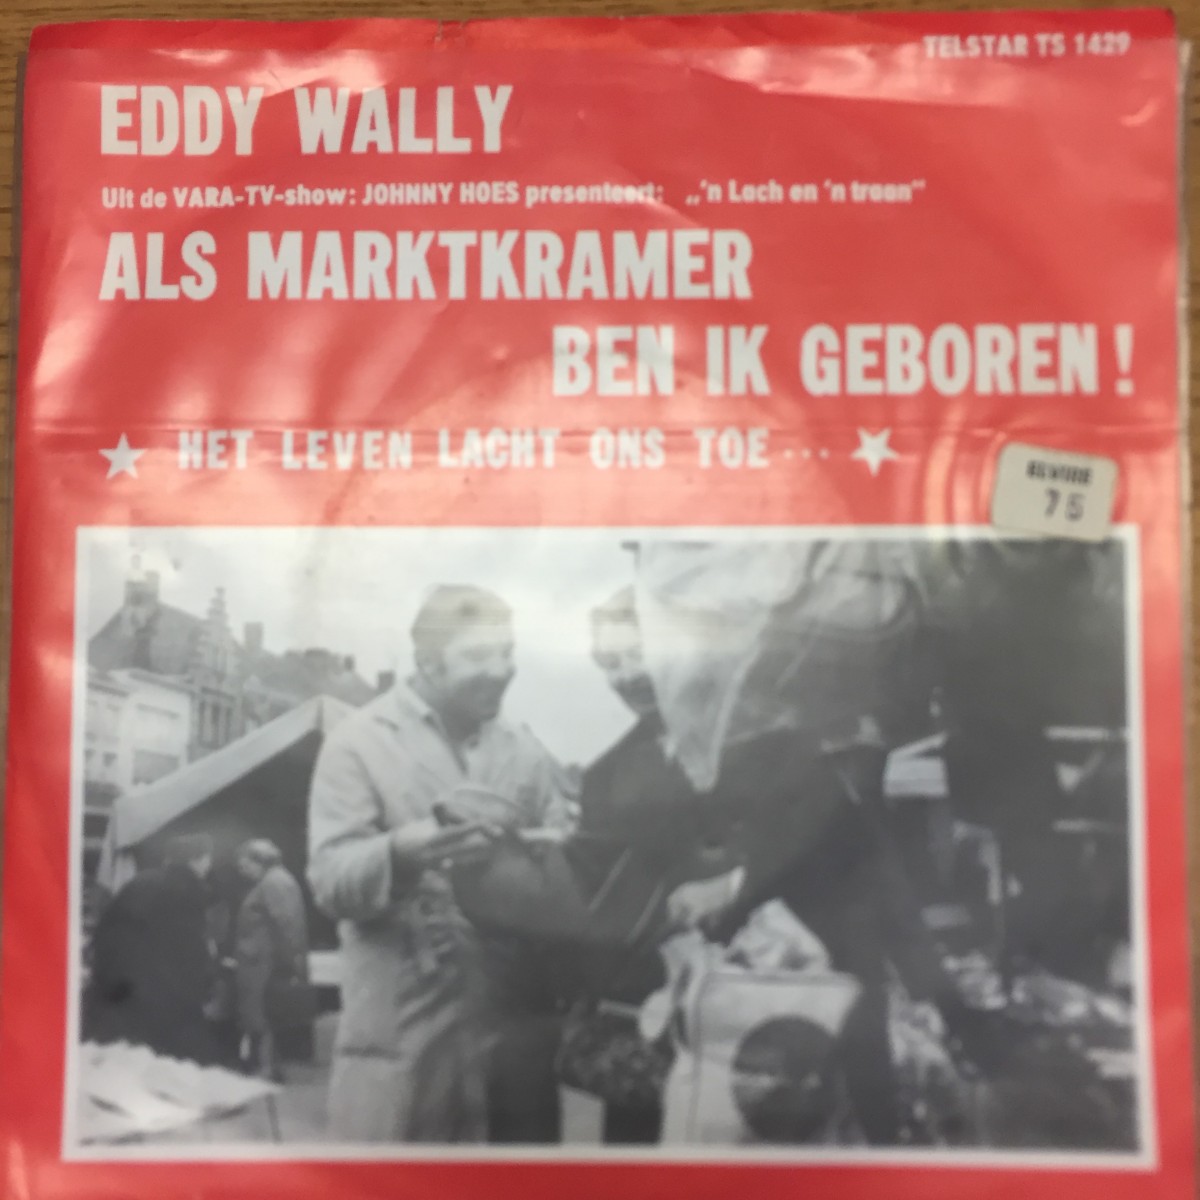 TELSTAR TS 1429
EDDY WALLY
Uit de VARA-TV-show: JOHNNY HOES presenteert: „'n Lach en 'n traan"
ALS MARKTKRAMER
BEN IK GEBOREN!
★ HET LEVEN LACHT ONS TOE... ★
75